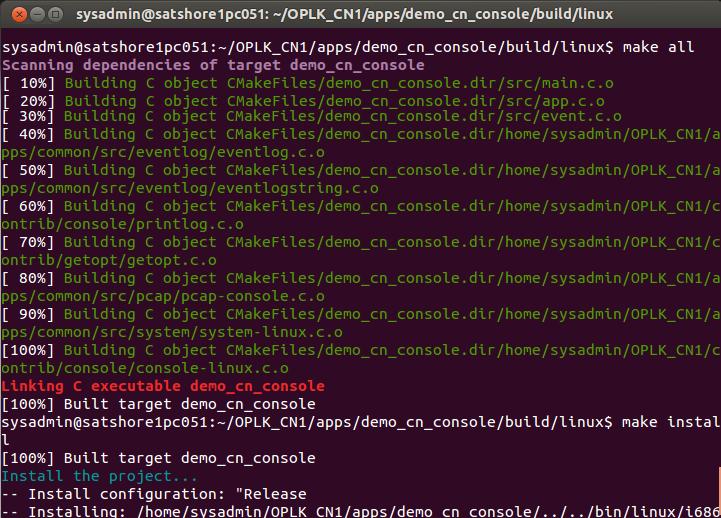 sysadmin@satshore1pc051: ~/OPLK_CN1/apps/demo_cn_console/build/linux
sysadmin@satshore1pc051:~/OPLK_CN1/apps/demo_cn_console/build/linux$ make all
Scanning dependencies of target demo_cn_console
[ 10%] Building C object CMakeFiles/demo_cn_console.dir/src/main.c.o
[ 20%] Building C object CMakeFiles/demo_cn_console.dir/src/app.c.o
[ 30%] Building C object CMakeFiles/demo_cn_console.dir/src/event.c.o
[ 40%] Building C object CMakeFiles/demo_cn_console.dir/home/sysadmin/OPLK_CN1/a
pps/common/src/eventlog/eventlog.c.o
[ 50%] Building C object CMakeFiles/demo_cn_console.dir/home/sysadmin/OPLK_CN1/a
pps/common/src/eventlog/eventlogstring.c.o
[ 60%] Building C object CMakeFiles/demo_cn_console.dir/home/sysadmin/OPLK_CN1/c
ontrib/console/printlog.c.o
[ 70%] Building C object CMakeFiles/demo_cn_console.dir/home/sysadmin/OPLK_CN1/c
ontrib/getopt/getopt.c.o
[ 80%] Building C object CMakeFiles/demo_cn_console.dir/home/sysadmin/OPLK_CN1/a
pps/common/src/pcap/pcap-console.c.o
[ 90%] Building C object CMakeFiles/demo_cn_console.dir/home/sysadmin/OPLK_CN1/a
pps/common/src/system/system-linux.c.o
[100%] Building C object CMakeFiles/demo_cn_console.dir/home/sysadmin/OPLK_CN1/c
ontrib/console/console-linux.c.o
Linking C executable demo_cn_console
[100%] Built target demo_cn_console
sysadmin@satshore1pc051:~/OPLK_CN1/apps/demo_cn_console/build/linux$ make instal
l
[100%] Built target demo_cn_console
Install the project...
-- Install configuration: "Release
-- Installing: /home/sysadmin/OPLK_CN1/apps/demo_cn_console/../../bin/linux/i686